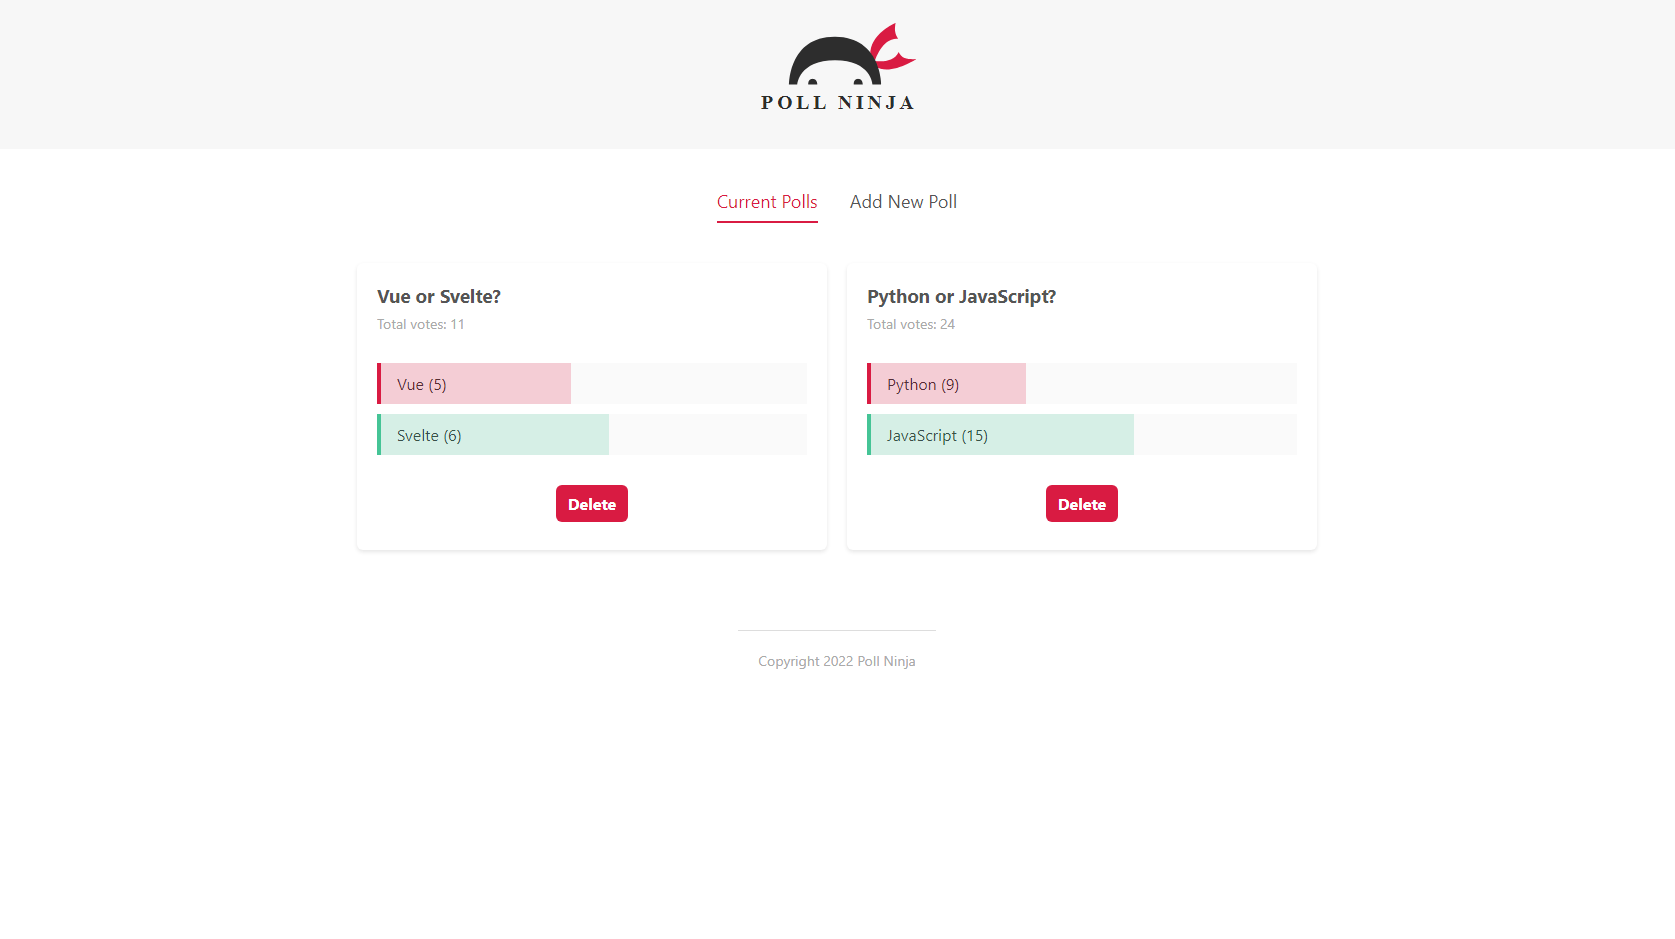 POLL NINJA
Current Polls
Add New Poll
Vue or Svelte?
Total votes: 11
Vue (5)
Svelte (6)
Delete
Python or JavaScript?
Total votes: 24
Python (9)
JavaScript (15)
Delete
Copyright 2022 Poll Ninja